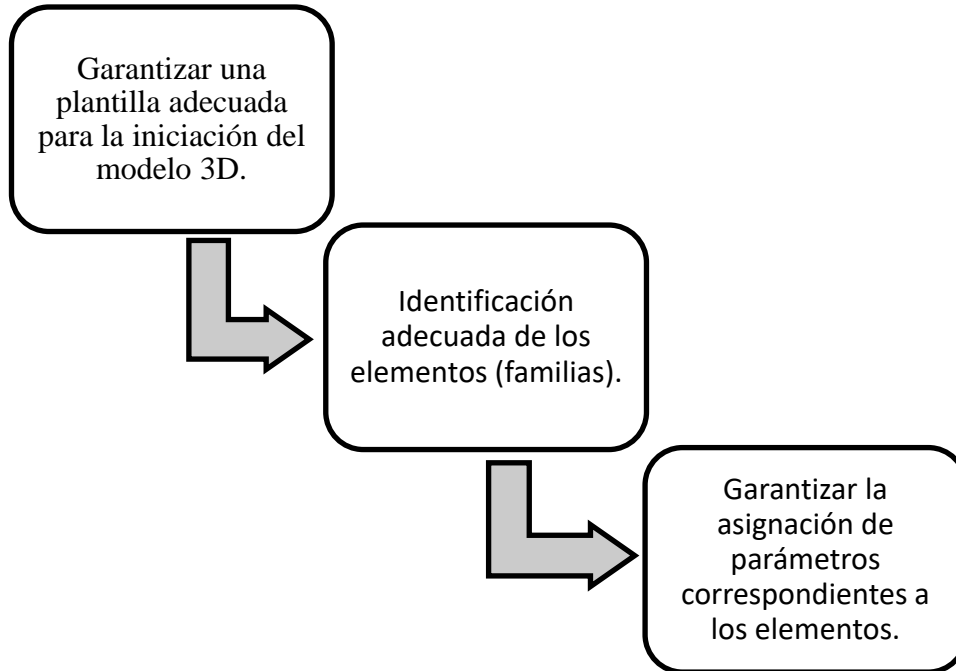 Garantizar una
plantilla adecuada
para la iniciación del
modelo 3D.
Identificación
adecuada de los
elementos (familias).
Garantizar la
asignación de
parámetros
correspondientes a
los elementos.